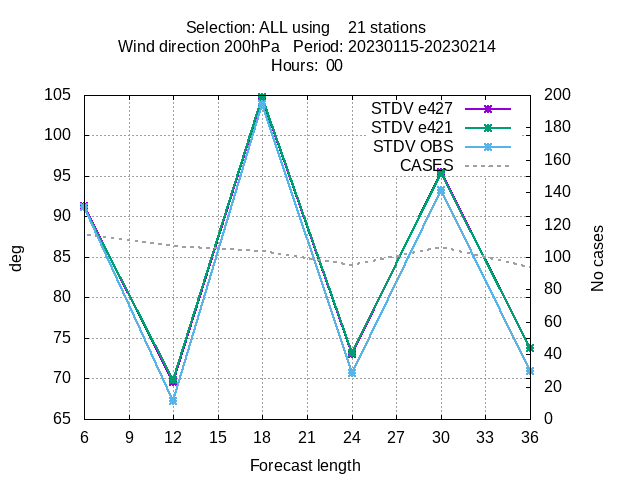 Selection: ALL using    21 stations
Wind direction 200hPa   Period: 20230115-20230214
Hours:  00
STDV e427
STDV e421
STDV OBS
CASES
105
100
95
90
85
80
75
70
65
200
180
160
140
120
100
80
60
40
20
0
deg
No cases
6 9 12 15 18 21 24 27 30 33 36
Forecast length